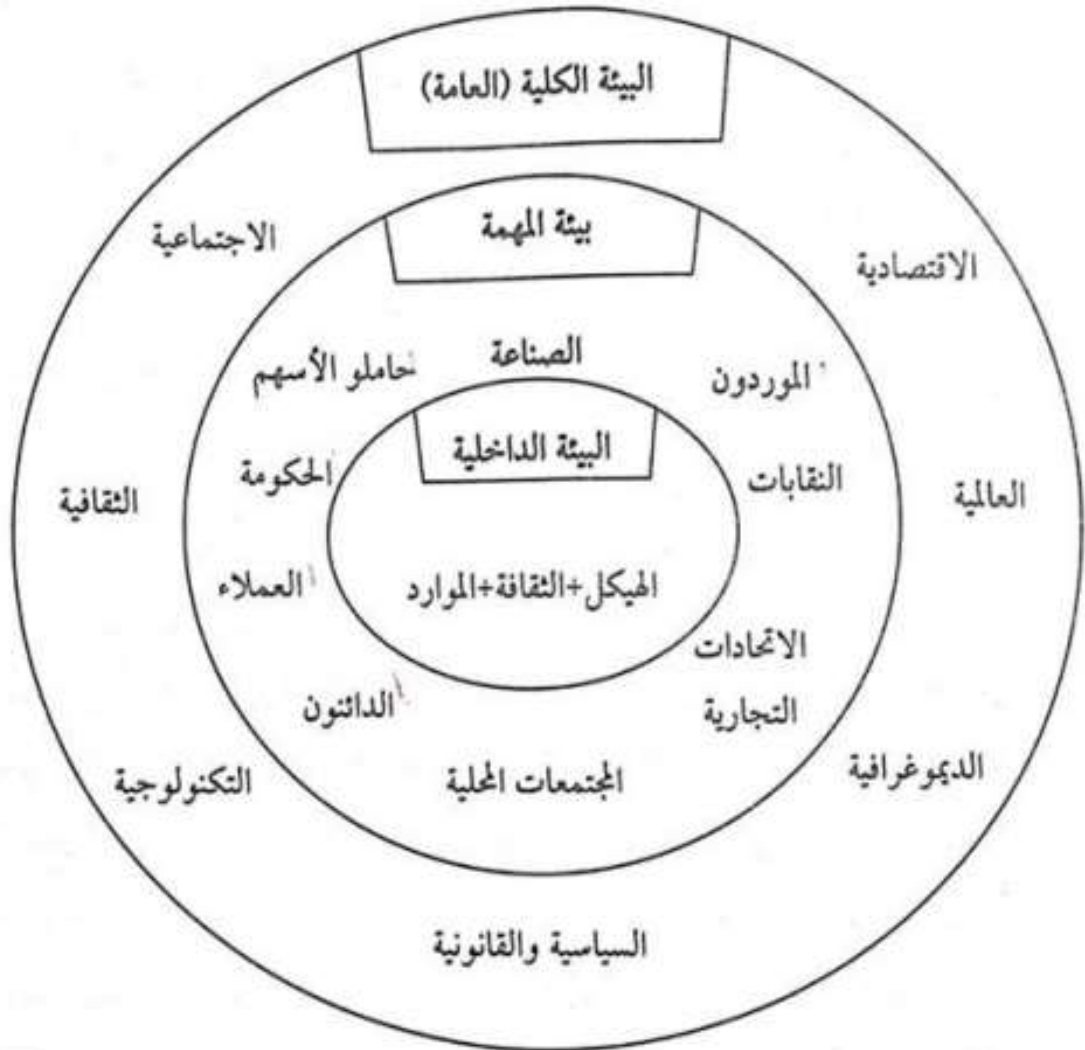 البيئة الكلية (العامة)
الاقتصادية
الاجتماعية
العالمية
الثقافية
الديموغرافية
التكنولوجية
السياسية والقانونية
بيئة المهمة
الصناعة
الموردون
حاملو الأسهم
النقابات
الحكومة
العملاء
الاتحادات
التجارية
الدائنون
المجتمعات المحلية
البيئة الداخلية
الهيكل+الثقافة+الموارد